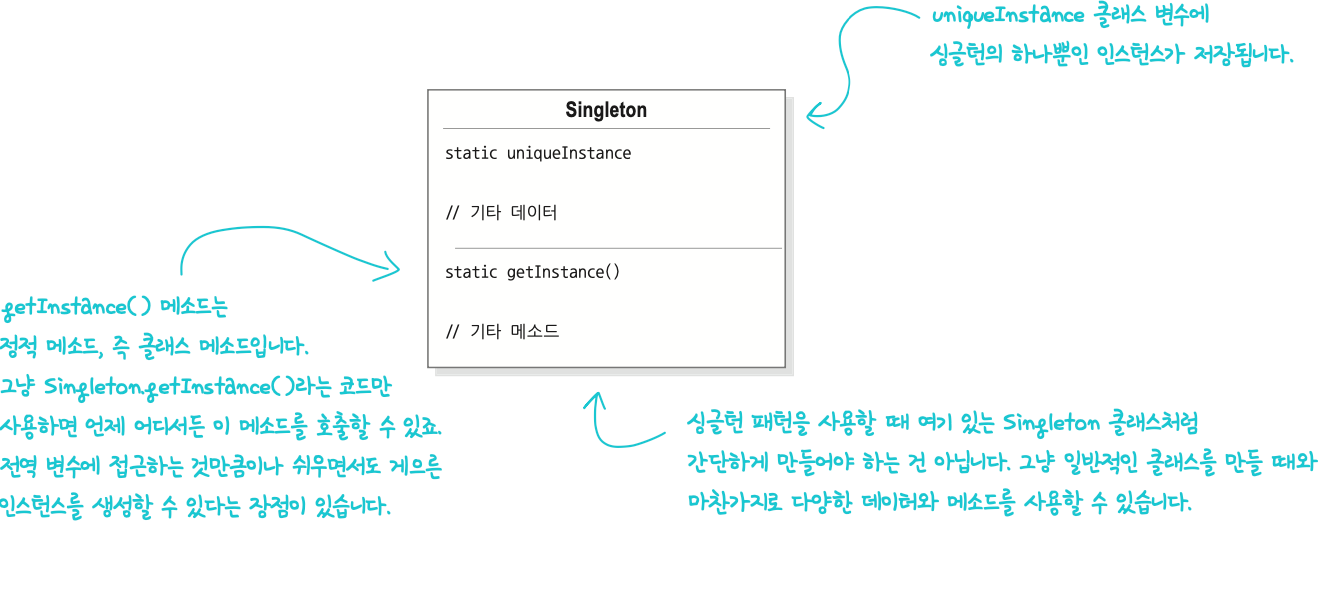 uniqueInstance 클래스 변수에
싱글턴의 하나뿐인 인스턴스가 저장됩니다.
Singleton
static uniqueInstance
// 기타 데이터
static getInstance()
// 기타 메소드
getInstance() 메소드는
정적 메소드, 즉 클래스 메소드입니다.
그냥 Singleton.getInstance()라는 코드만
사용하면 언제 어디서든 이 메소드를 호출할 수 있죠.
전역 변수에 접근하는 것만큼이나 쉬우면서도 게으른
인스턴스를 생성할 수 있다는 장점이 있습니다.
싱글턴 패턴을 사용할 때 여기 있는 Singleton 클래스처럼
간단하게 만들어야 하는 건 아닙니다. 그냥 일반적인 클래스를 만들 때와
마찬가지로 다양한 데이터와 메소드를 사용할 수 있습니다.